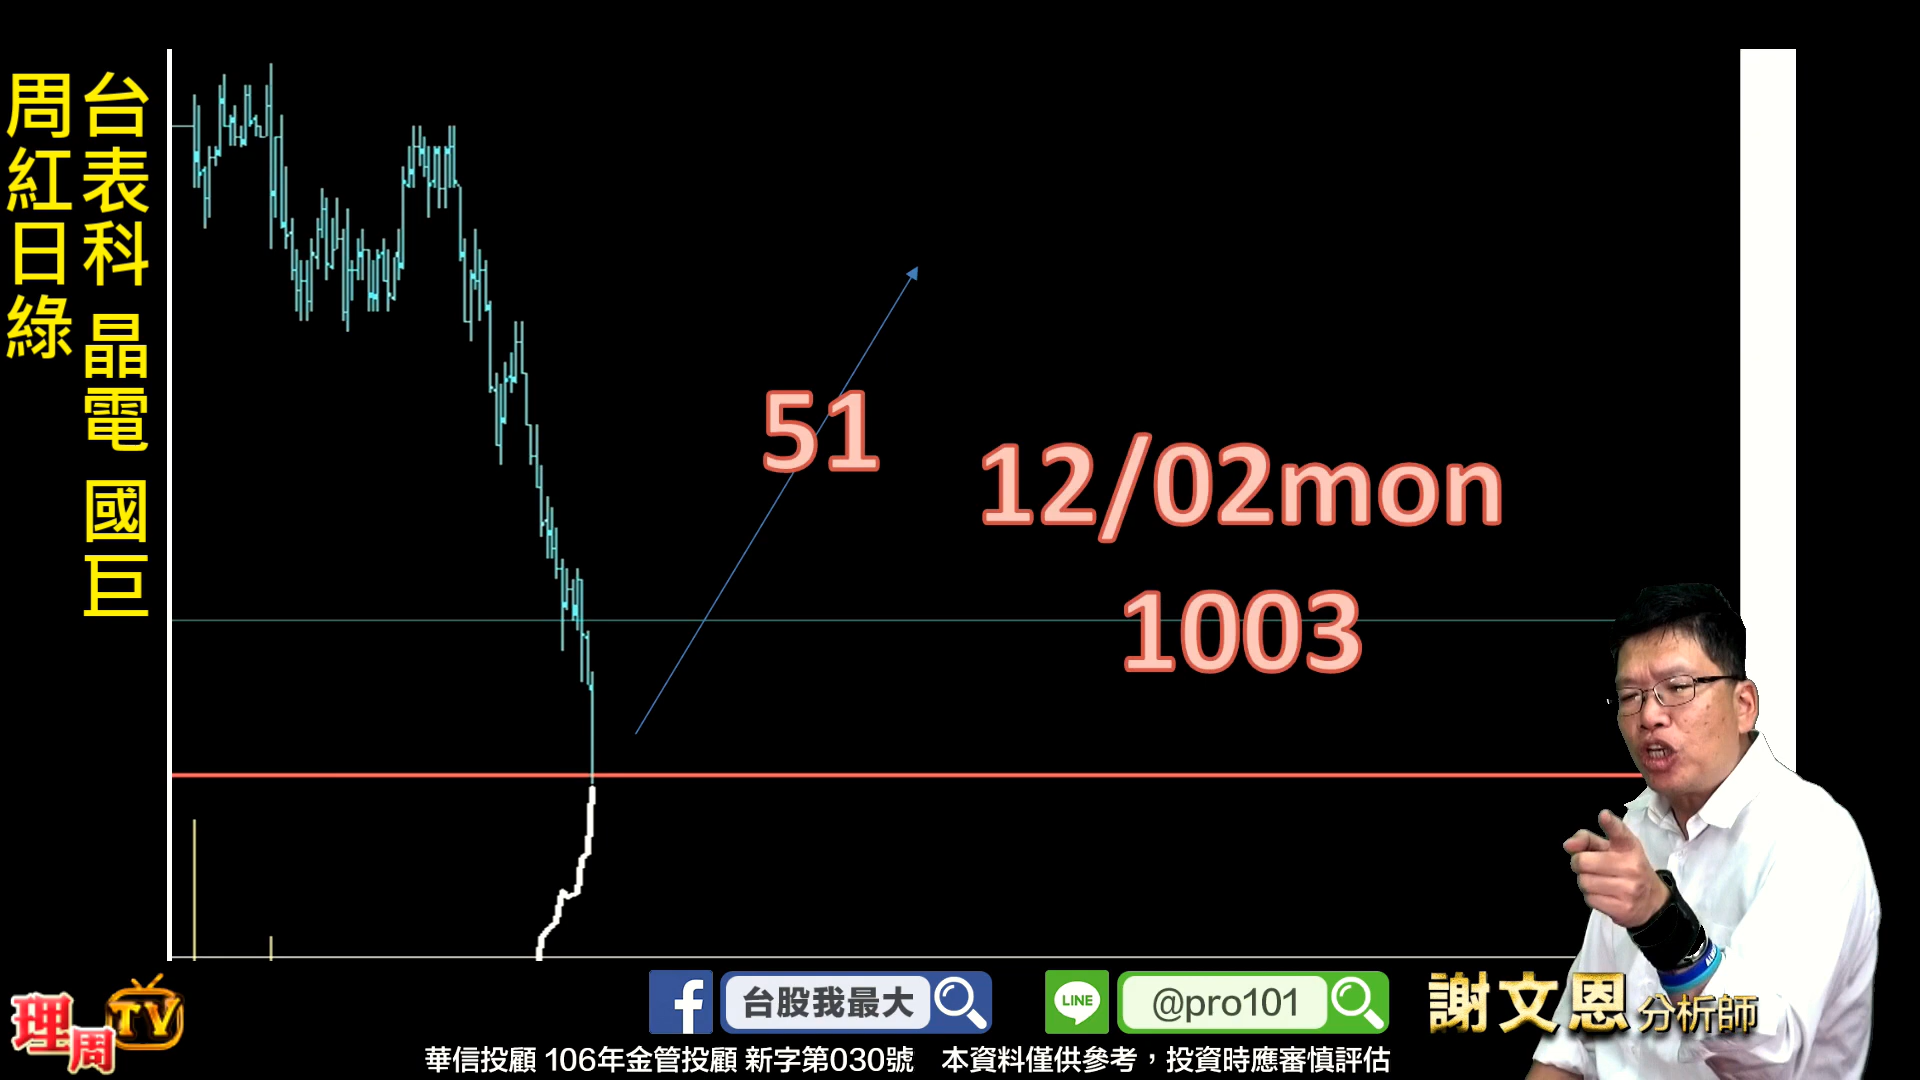 台表科 晶電 國巨
周紅日綠
51
12/02mon
1003
理周TV
f 台股我最大
LINE @pro101
謝文恩分析師
華信投顧 106年金管投顧 新字第030號 本資料僅供參考，投資時應審慎評估